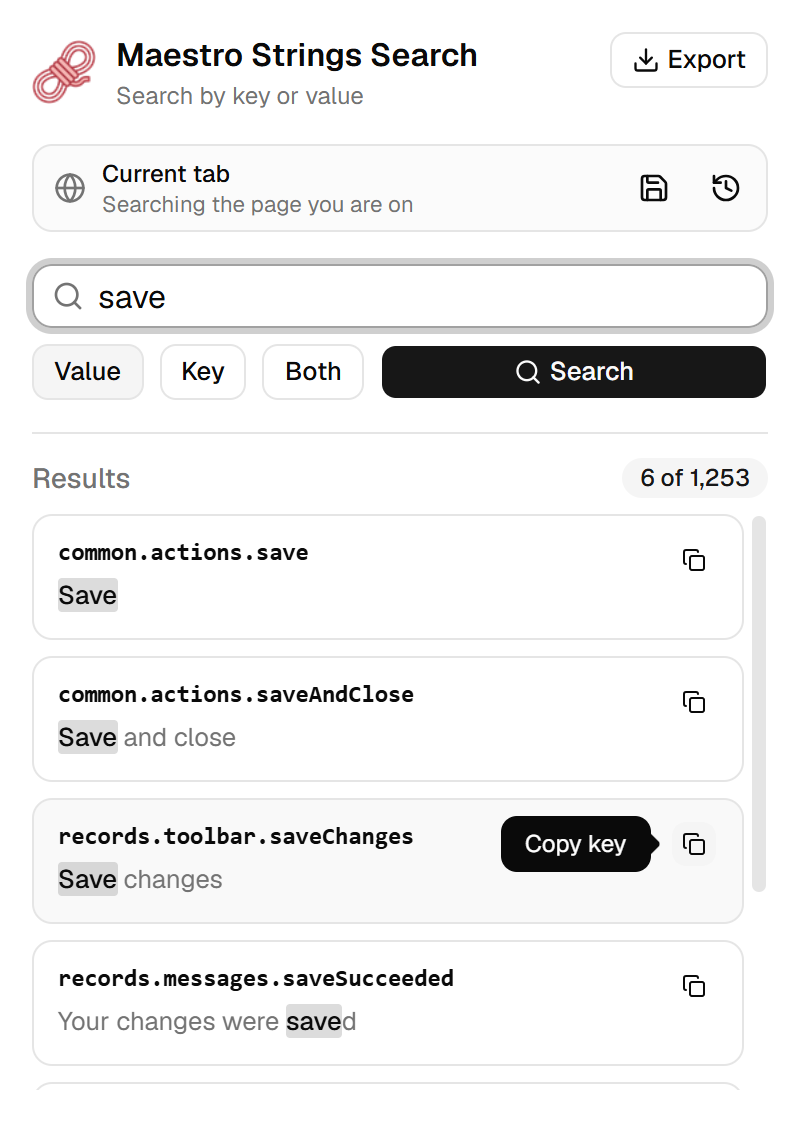 Maestro Strings Search
Search by key or value
Export
Current tab
Searching the page you are on
save
Value
Key
Both
Search
Results
6 of 1,253
common.actions.save
Save
common.actions.saveAndClose
Save and close
records.toolbar.saveChanges
Copy key
Save changes
records.messages.saveSucceeded
Your changes were saved